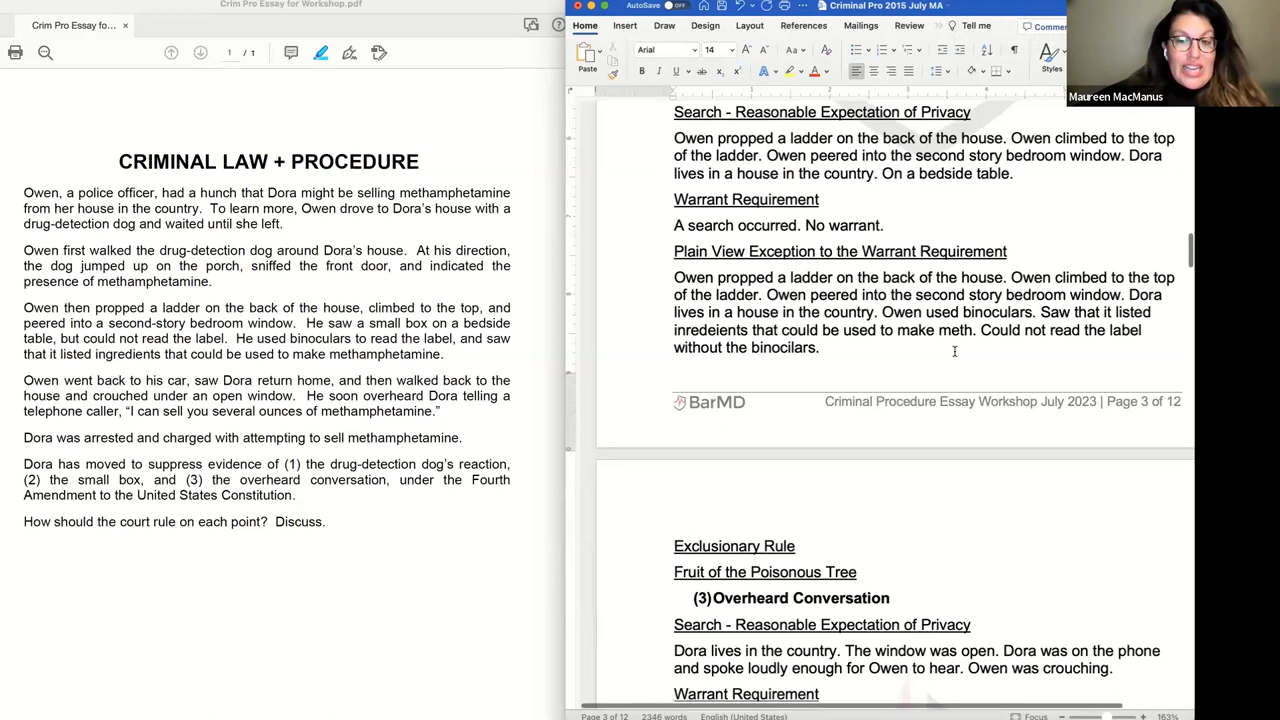 Crim Pro Essay for Workshop.pdf
Crim Pro Essay fo... ×
1 / 1
CRIMINAL LAW + PROCEDURE
Owen, a police officer, had a hunch that Dora might be selling methamphetamine
from her house in the country. To learn more, Owen drove to Dora's house with a
drug-detection dog and waited until she left.
Owen first walked the drug-detection dog around Dora's house. At his direction,
the dog jumped up on the porch, sniffed the front door, and indicated the
presence of methamphetamine.
Owen then propped a ladder on the back of the house, climbed to the top, and
peered into a second-story bedroom window. He saw a small box on a bedside
table, but could not read the label. He used binoculars to read the label, and saw
that it listed ingredients that could be used to make methamphetamine.
Owen went back to his car, saw Dora return home, and then walked back to the
house and crouched under an open window. He soon overheard Dora telling a
telephone caller, "I can sell you several ounces of methamphetamine."
Dora was arrested and charged with attempting to sell methamphetamine.
Dora has moved to suppress evidence of (1) the drug-detection dog's reaction,
(2) the small box, and (3) the overheard conversation, under the Fourth
Amendment to the United States Constitution.
How should the court rule on each point? Discuss.
AutoSave OFF
Criminal Pro 2015 July MA
Home Insert Draw Design Layout References Mailings Review View Tell me Commen
Paste
Arial 14
Styles
Search - Reasonable Expectation of Privacy
Owen propped a ladder on the back of the house. Owen climbed to the top
of the ladder. Owen peered into the second story bedroom window. Dora
lives in a house in the country. On a bedside table.
Warrant Requirement
A search occurred. No warrant.
Plain View Exception to the Warrant Requirement
Owen propped a ladder on the back of the house. Owen climbed to the top
of the ladder. Owen peered into the second story bedroom window. Dora
lives in a house in the country. Owen used binoculars. Saw that it listed
inredeients that could be used to make meth. Could not read the label
without the binocilars.
BarMD
Criminal Procedure Essay Workshop July 2023 | Page 3 of 12
Exclusionary Rule
Fruit of the Poisonous Tree
(3)Overheard Conversation
Search - Reasonable Expectation of Privacy
Dora lives in the country. The window was open. Dora was on the phone
and spoke loudly enough for Owen to hear. Owen was crouching.
Warrant Requirement
Page 3 of 12 2346 words English (United States) Focus 163%
Maureen MacManus